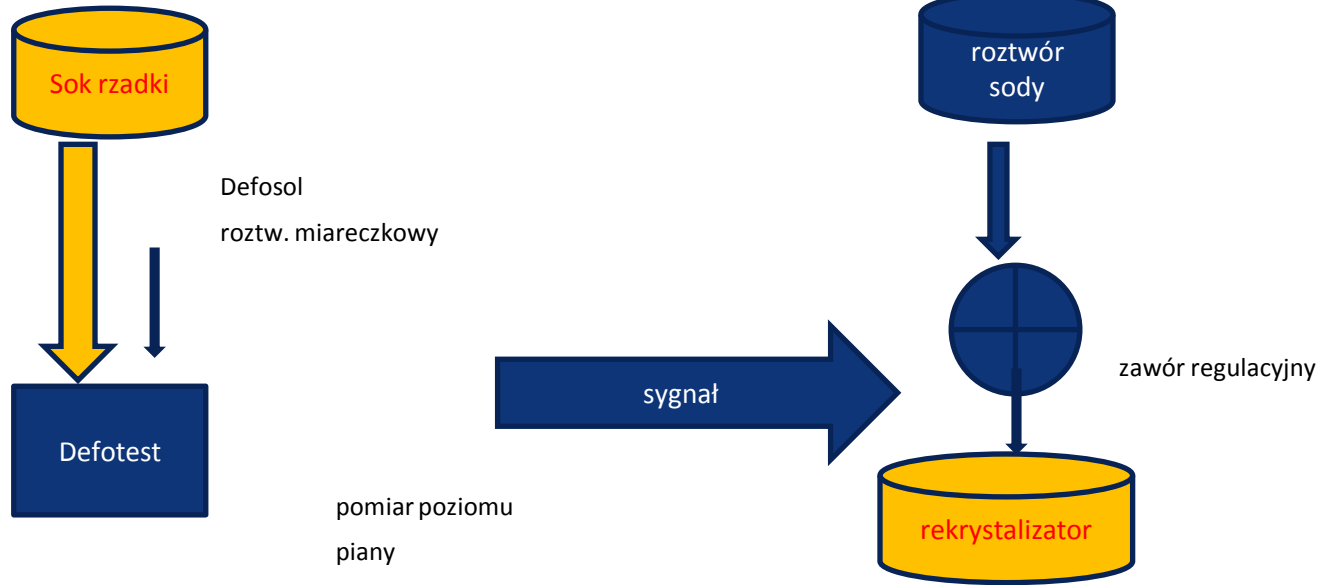 Sok rzadki
Defosol
roztw. miareczkowy
Defotest
pomiar poziomu
piany
sygnał
roztwór
sody
zawór regulacyjny
rekrystalizator